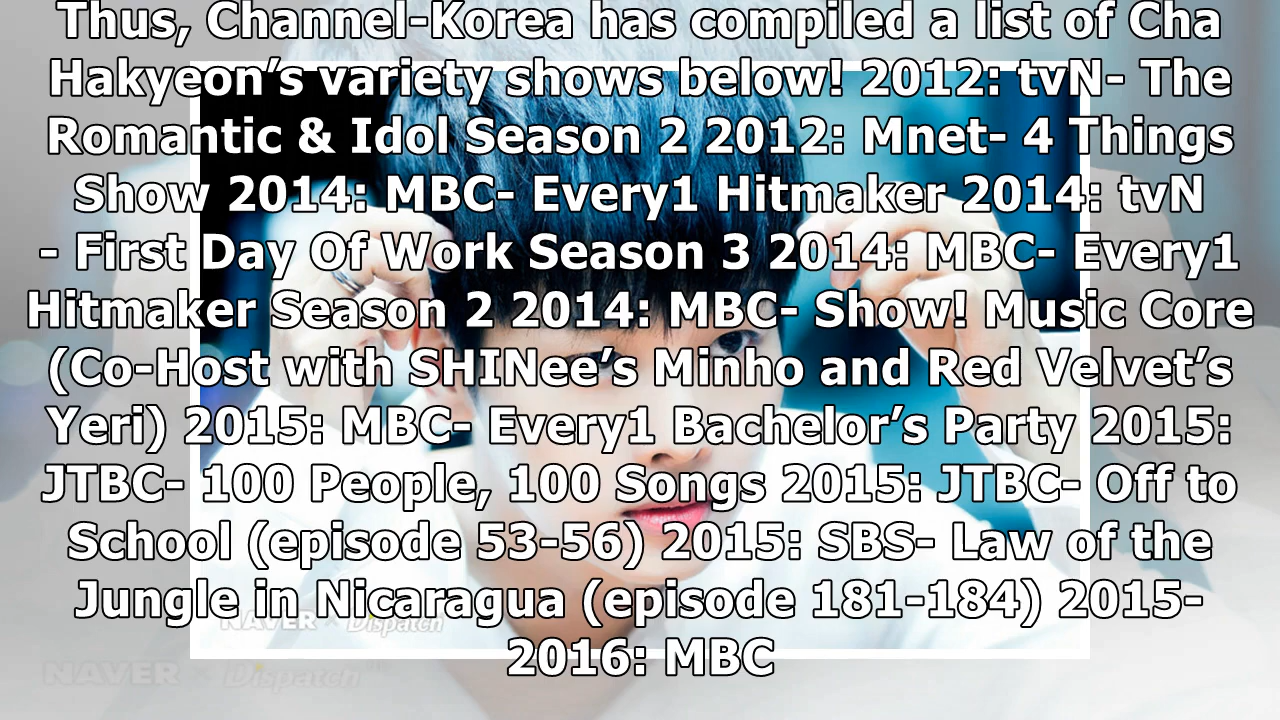 Thus, Channel-Korea has compiled a list of Cha
Hakyeon’s variety shows below! 2012: tvN- The
Romantic & Idol Season 2 2012: Mnet- 4 Things
Show 2014: MBC- Every1 Hitmaker 2014: tvN
- First Day Of Work Season 3 2014: MBC- Every1
Hitmaker Season 2 2014: MBC- Show! Music Core
(Co-Host with SHINee’s Minho and Red Velvet’s
Yeri) 2015: MBC- Every1 Bachelor’s Party 2015:
JTBC- 100 People, 100 Songs 2015: JTBC- Off to
School (episode 53-56) 2015: SBS- Law of the
Jungle in Nicaragua (episode 181-184) 2015-
NAVER × Dispatch
2016: MBC
NAVER × Dispatch